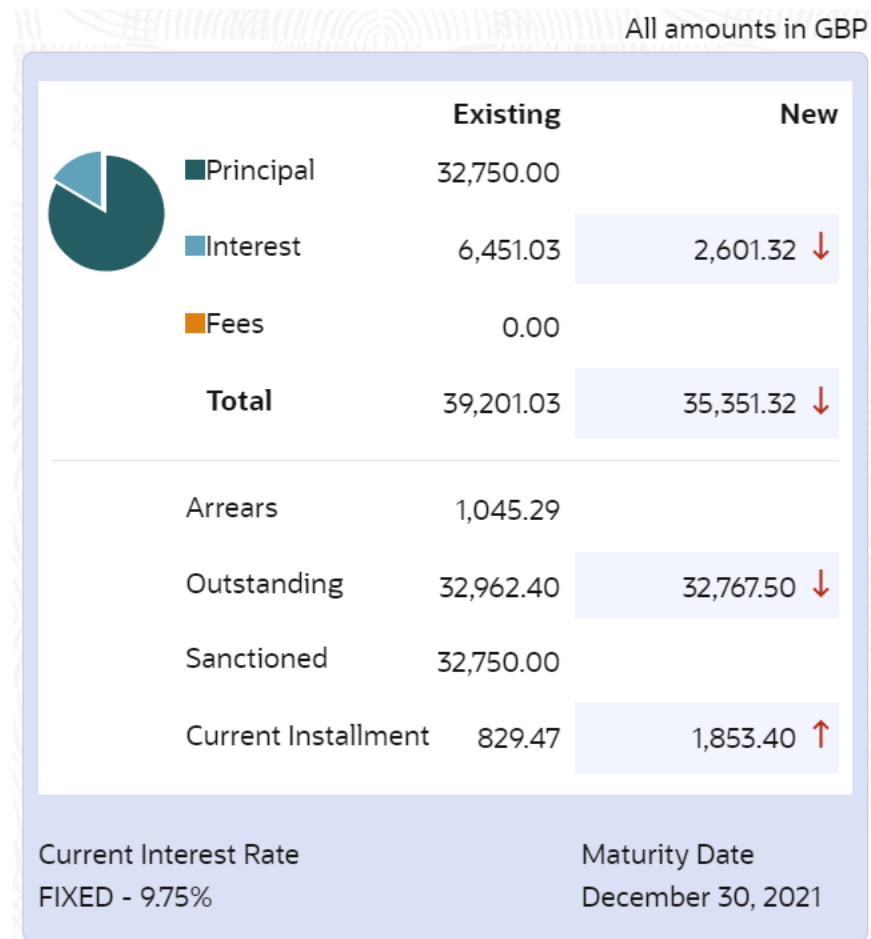 All amounts in GBP
Existing New
Principal 32,750.00
Interest 6,451.03 2,601.32 ↓
Fees 0.00
Total 39,201.03 35,351.32 ↓
Arrears 1,045.29
Outstanding 32,962.40 32,767.50 ↓
Sanctioned 32,750.00
Current Installment 829.47 1,853.40 ↑
Current Interest Rate Maturity Date
FIXED - 9.75% December 30, 2021